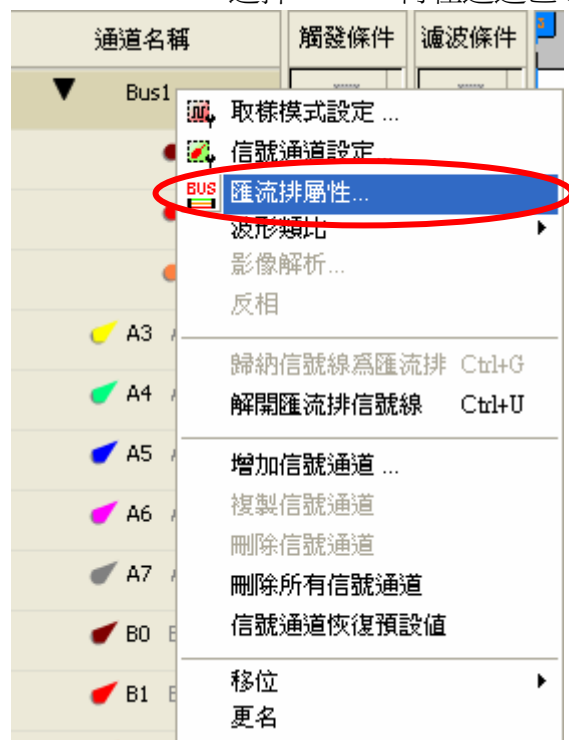 通道名稱 觸發條件 濾波條件
Bus1
取樣模式設定 ...
信號通道設定
BUS 匯流排屬性...
波形類比
影像解析...
反相
A3
歸納信號線為匯流排 Ctrl+G
A4 解開匯流排信號線 Ctrl+U
A5 增加信號通道 ...
A6 複製信號通道
刪除信號通道
A7 刪除所有信號通道
B0 信號通道恢復預設值
B1 移位
更名